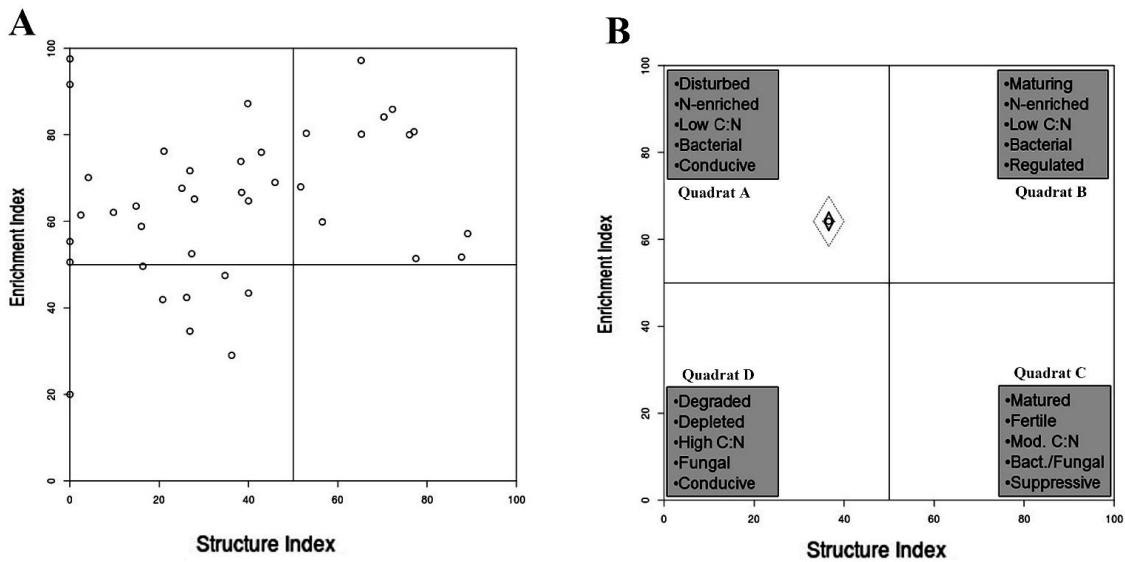 A
Enrichment Index
100
80
60
40
20
0
0 20 40 60 80 100
Structure Index
B
Enrichment Index
100
80
60
40
20
0
•Disturbed
•N-enriched
•Low C:N
•Bacterial
•Conducive
Quadrat A
•Maturing
•N-enriched
•Low C:N
•Bacterial
•Regulated
Quadrat B
Quadrat D
•Degraded
•Depleted
•High C:N
•Fungal
•Conducive
Quadrat C
•Matured
•Fertile
•Mod. C:N
•Bact./Fungal
•Suppressive
0 20 40 60 80 100
Structure Index